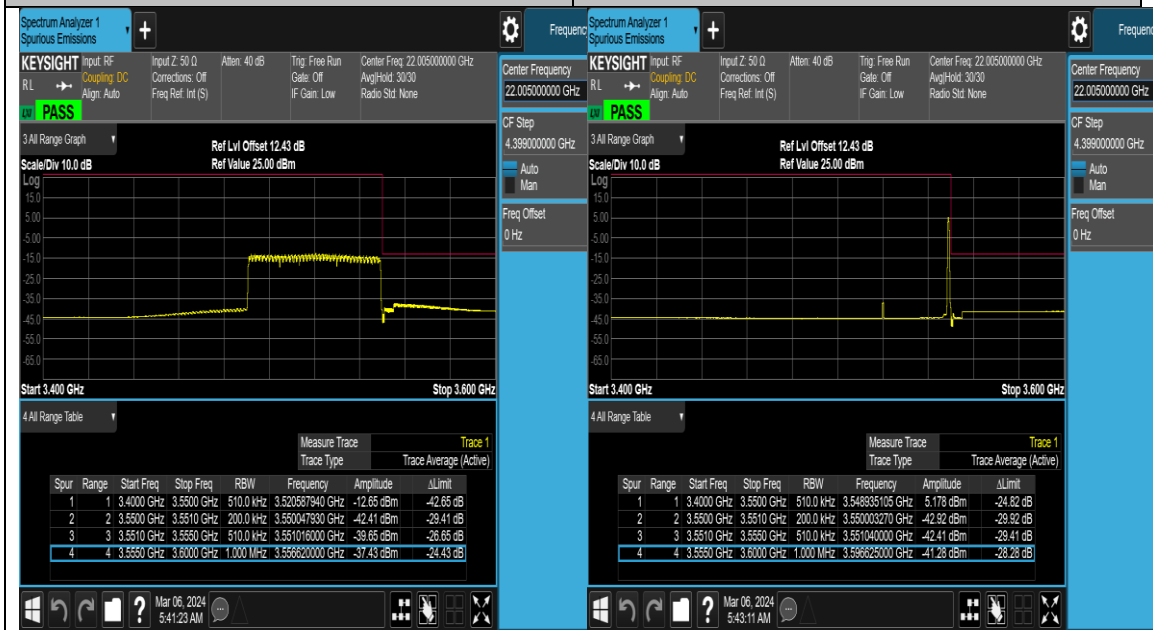 Spectrum Analyzer 1
Spurious Emissions
+
Frequenc
KEYSIGHT Input: RF Input Z: 50 Ω Atten: 40 dB Trig: Free Run Center Freq: 22.005000000 GHz
RL Coupling: DC Corrections: Off Gate: Off Avg|Hold: 30/30
Align: Auto Freq Ref: Int (S) IF Gain: Low Radio Std: None
PASS
Center Frequency
22.005000000 GHz
CF Step
4.399000000 GHz
Auto
Man
Freq Offset
0 Hz
3 All Range Graph
Ref Lvl Offset 12.43 dB
Scale/Div 10.0 dB Ref Value 25.00 dBm
Log
15.0
5.00
-5.00
-15.0
-25.0
-35.0
-45.0
-55.0
-65.0
Start 3.400 GHz Stop 3.600 GHz
4 All Range Table
Measure Trace Trace 1
Trace Type Trace Average (Active)
Spur Range Start Freq Stop Freq RBW Frequency Amplitude ΔLimit
1 1 3.4000 GHz 3.5500 GHz 510.0 kHz 3.520587940 GHz -12.65 dBm -42.65 dB
2 2 3.5500 GHz 3.5510 GHz 200.0 kHz 3.550047930 GHz -42.41 dBm -29.41 dB
3 3 3.5510 GHz 3.5550 GHz 510.0 kHz 3.551016000 GHz -39.65 dBm -26.65 dB
4 4 3.5550 GHz 3.6000 GHz 1.000 MHz 3.556620000 GHz -37.43 dBm -24.43 dB
?
Mar 06, 2024
5:41:23 AM
Spectrum Analyzer 1
Spurious Emissions
+
Frequenc
KEYSIGHT Input: RF Input Z: 50 Ω Atten: 40 dB Trig: Free Run Center Freq: 22.005000000 GHz
RL Coupling: DC Corrections: Off Gate: Off Avg|Hold: 30/30
Align: Auto Freq Ref: Int (S) IF Gain: Low Radio Std: None
PASS
Center Frequency
22.005000000 GHz
CF Step
4.399000000 GHz
Auto
Man
Freq Offset
0 Hz
3 All Range Graph
Ref Lvl Offset 12.43 dB
Scale/Div 10.0 dB Ref Value 25.00 dBm
Log
15.0
5.00
-5.00
-15.0
-25.0
-35.0
-45.0
-55.0
-65.0
Start 3.400 GHz Stop 3.600 GHz
4 All Range Table
Measure Trace Trace 1
Trace Type Trace Average (Active)
Spur Range Start Freq Stop Freq RBW Frequency Amplitude ΔLimit
1 1 3.4000 GHz 3.5500 GHz 510.0 kHz 3.548935105 GHz 5.178 dBm -24.82 dB
2 2 3.5500 GHz 3.5510 GHz 200.0 kHz 3.550003270 GHz -42.92 dBm -29.92 dB
3 3 3.5510 GHz 3.5550 GHz 510.0 kHz 3.551040000 GHz -42.41 dBm -29.41 dB
4 4 3.5550 GHz 3.6000 GHz 1.000 MHz 3.596625000 GHz -41.28 dBm -28.28 dB
?
Mar 06, 2024
5:43:11 AM